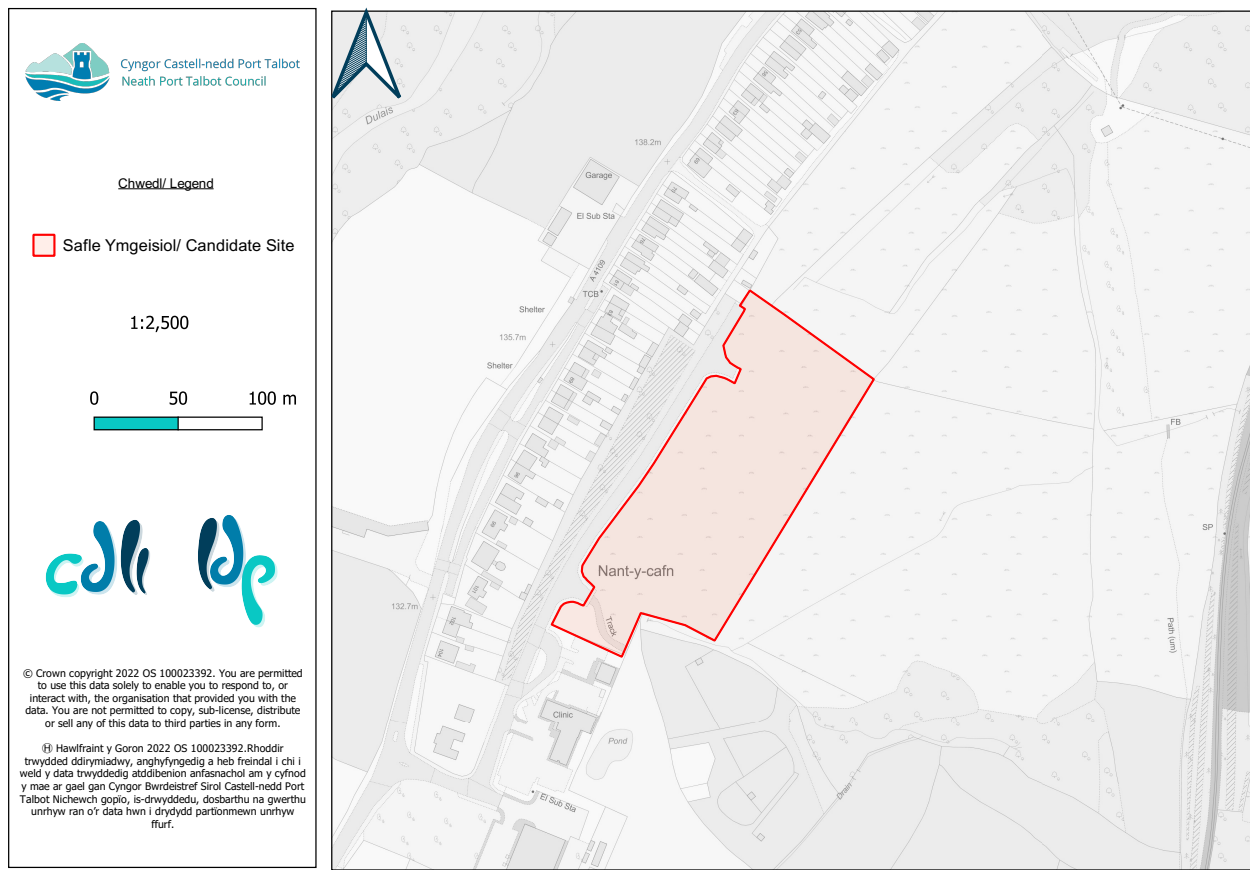 Cyngor Castell-nedd Port Talbot
Neath Port Talbot Council
Chwedl/ Legend
Safle Ymgeisiol/ Candidate Site
1:2,500
0 50 100 m
cdll ldp
© Crown copyright 2022 OS 100023392. You are permitted
to use this data solely to enable you to respond to, or
interact with, the organisation that provided you with the
data. You are not permitted to copy, sub-license, distribute
or sell any of this data to third parties in any form.
Ⓗ Hawlfraint y Goron 2022 OS 100023392.Rhoddir
trwydded ddirymiadwy, anghyfyngedig a heb freindal i chi i
weld y data trwyddedig atddibenion anfasnachol am y cyfnod
y mae ar gael gan Cyngor Bwrdeistref Sirol Castell-nedd Port
Talbot Nichewch gopïo, is-drwyddedu, dosbarthu na gwerthu
unrhyw ran o'r data hwn i drydydd partïonmewn unrhyw
ffurf.
Dulais
138.2m
Garage
El Sub Sta
A 4109
TCB
Shelter
135.7m
Shelter
FB
SP
Nant-y-cafn
132.7m
Track
Path (um)
Clinic
Pond
Drain
El Sub Sta